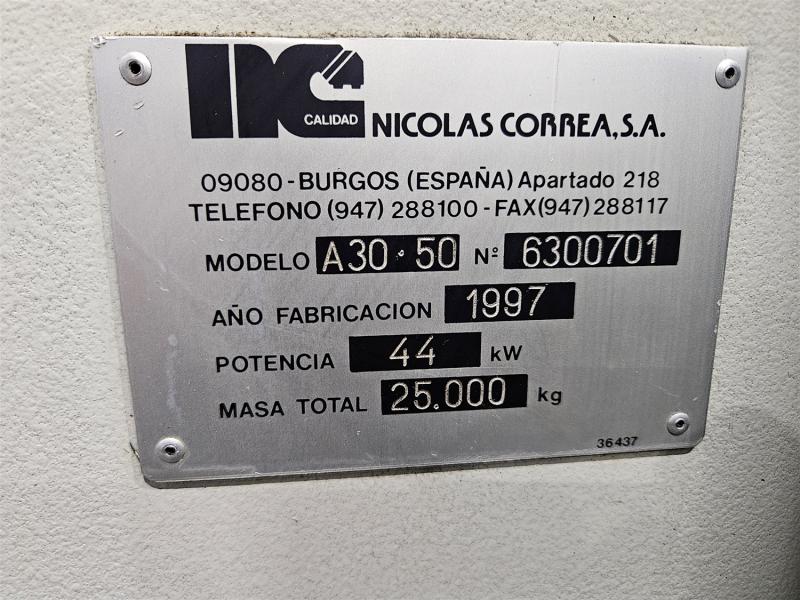 NC
CALIDAD
NICOLAS CORREA, S.A.
09080-BURGOS (ESPAÑA) Apartado 218
TELEFONO (947) 288100-FAX(947) 288117
MODELO A30·50 Nº 6300701
AÑO FABRICACION 1997
POTENCIA 44 kW
MASA TOTAL 25.000 kg
36437